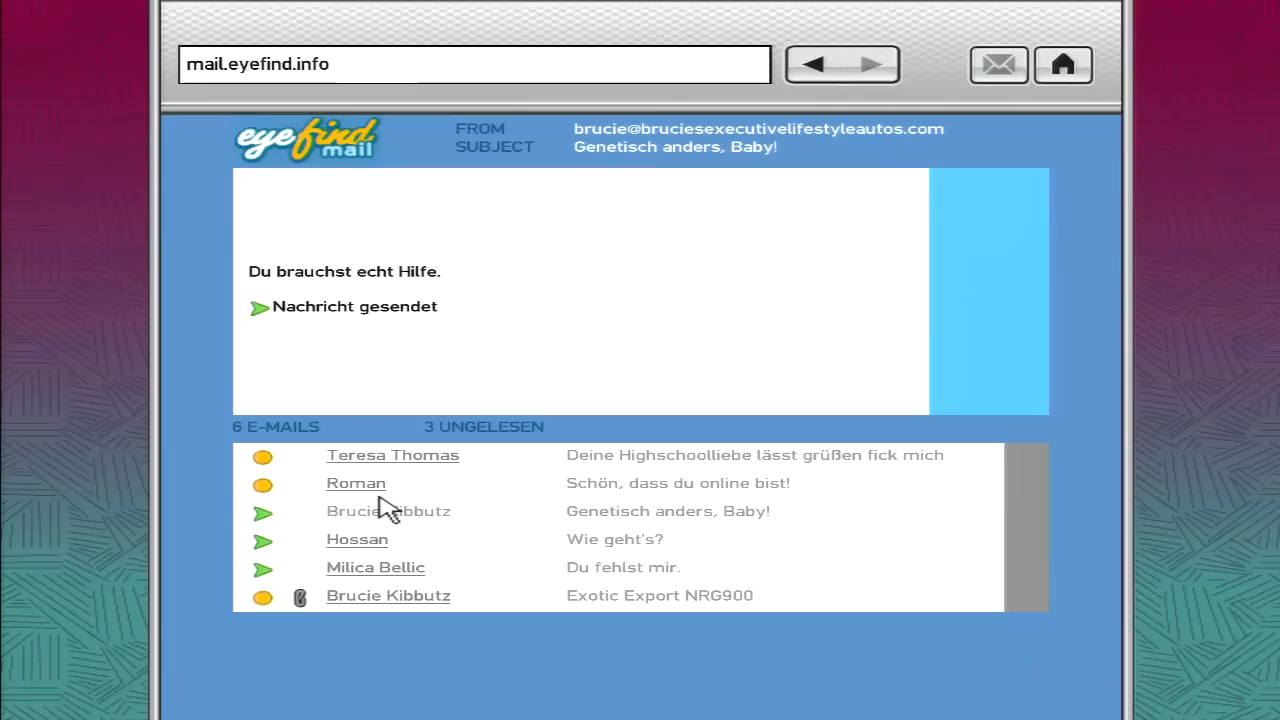 mail.eyefind.info
eyefind mail
FROM brucie@bruciesexecutivelifestyleautos.com
SUBJECT Genetisch anders, Baby!
Du brauchst echt Hilfe.
Nachricht gesendet
6 E-MAILS 3 UNGELESEN
Teresa Thomas Deine Highschoolliebe lässt grüßen fick mich
Roman Schön, dass du online bist!
Brucie Kibbutz Genetisch anders, Baby!
Hossan Wie geht's?
Milica Bellic Du fehlst mir.
Brucie Kibbutz Exotic Export NRG900